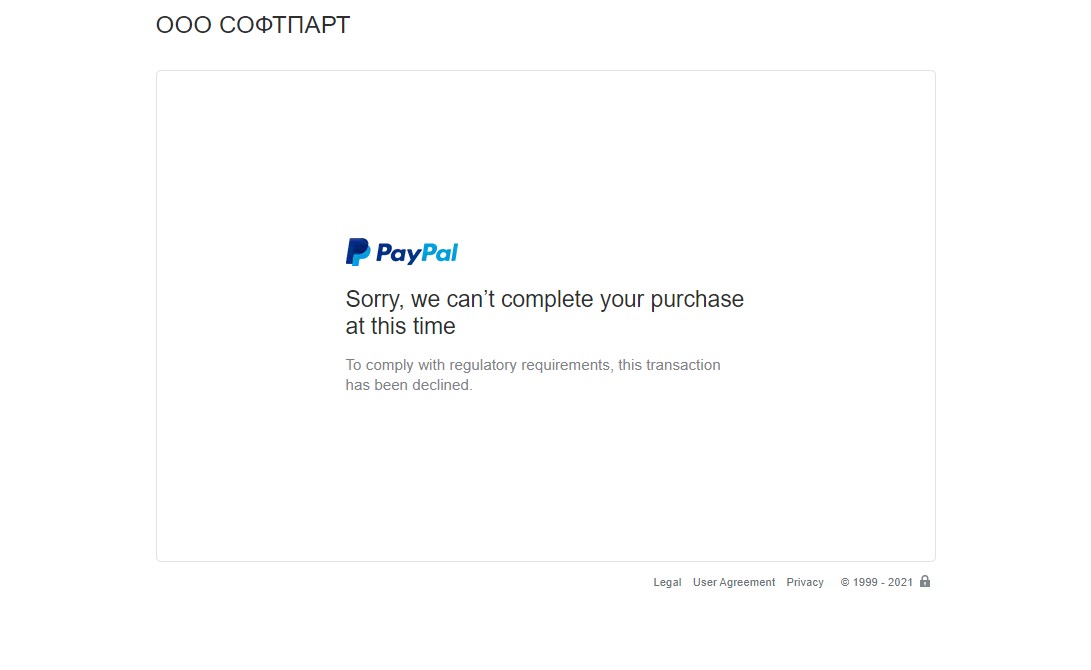 ООО СОФТПАРТ
PayPal
Sorry, we can’t complete your purchase
at this time
To comply with regulatory requirements, this transaction
has been declined.
Legal User Agreement Privacy © 1999 - 2021